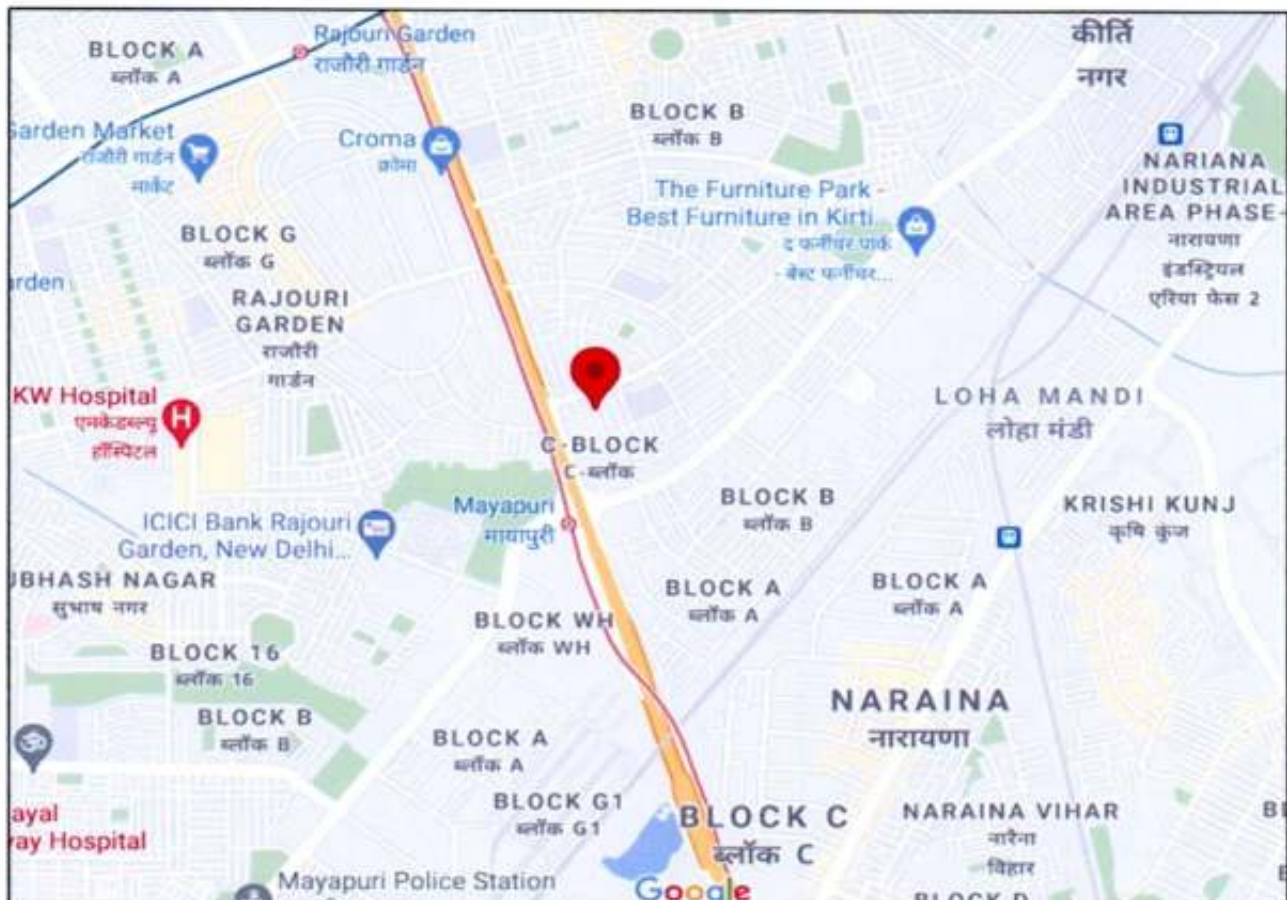 BLOCK A
ब्लॉक A
Rajouri Garden
राजौरी गार्डन
कीर्ति
नगर
Garden Market
राजौरी गार्डन
मार्केट
Croma
क्रोमा
BLOCK B
ब्लॉक B
NARIANA
INDUSTRIAL
AREA PHASE-
नारायणा
इंडस्ट्रियल
एरिया फेस 2
The Furniture Park -
Best Furniture in Kirti...
द फर्नीचर पार्क
- बेस्ट फर्नीचर...
BLOCK G
ब्लॉक G
arden
RAJOURI
GARDEN
राजौरी
गार्डन
KW Hospital
एनकेडब्ल्यू
हॉस्पिटल
H
LOHA MANDI
लोहा मंडी
C-BLOCK
C-ब्लॉक
Mayapuri
मायापुरी
BLOCK B
ब्लॉक B
KRISHI KUNJ
कृषि कुंज
ICICI Bank Rajouri
Garden, New Delhi...
UBHASH NAGAR
सुभाष नगर
BLOCK A
ब्लॉक A
BLOCK A
ब्लॉक A
BLOCK WH
ब्लॉक WH
BLOCK 16
ब्लॉक 16
BLOCK B
ब्लॉक B
NARAINA
नारायणा
BLOCK A
ब्लॉक A
BLOCK G1
ब्लॉक G1
BLOCK C
ब्लॉक C
NARAINA VIHAR
नारैना
विहार
ayal
way Hospital
Mayapuri Police Station
Google
BLOCK D